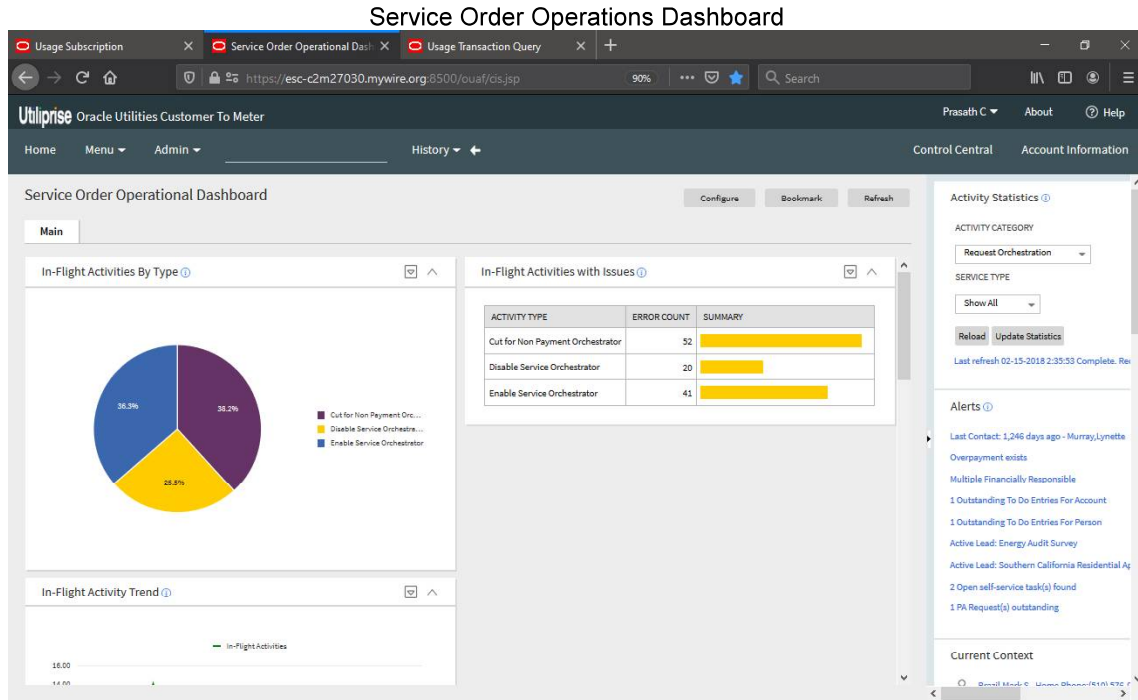 Service Order Operations Dashboard
Usage Subscription
Service Order Operational Dash
Usage Transaction Query
https://esc-c2m27030.mywire.org:8500/ouaf/cis.jsp
90%
Search
Utiliprise Oracle Utilities Customer To Meter
Prasath C
About
Help
Home
Menu
Admin
History
Control Central
Account Information
Service Order Operational Dashboard
Configure
Bookmark
Refresh
Main
In-Flight Activities By Type
38.2%
36.3%
25.5%
Cut for Non Payment Orc...
Disable Service Orchestra...
Enable Service Orchestrator
In-Flight Activities with Issues
ACTIVITY TYPE ERROR COUNT SUMMARY
Cut for Non Payment Orchestrator 52
Disable Service Orchestrator 20
Enable Service Orchestrator 41
In-Flight Activity Trend
In-Flight Activities
16.00
14.00
Activity Statistics
ACTIVITY CATEGORY
Request Orchestration
SERVICE TYPE
Show All
Reload Update Statistics
Last refresh 02-15-2018 2:35:53 Complete. Re
Alerts
Last Contact: 1,246 days ago - Murray,Lynette
Overpayment exists
Multiple Financially Responsible
1 Outstanding To Do Entries For Account
1 Outstanding To Do Entries For Person
Active Lead: Energy Audit Survey
Active Lead: Southern California Residential Ap
2 Open self-service task(s) found
1 PA Request(s) outstanding
Current Context